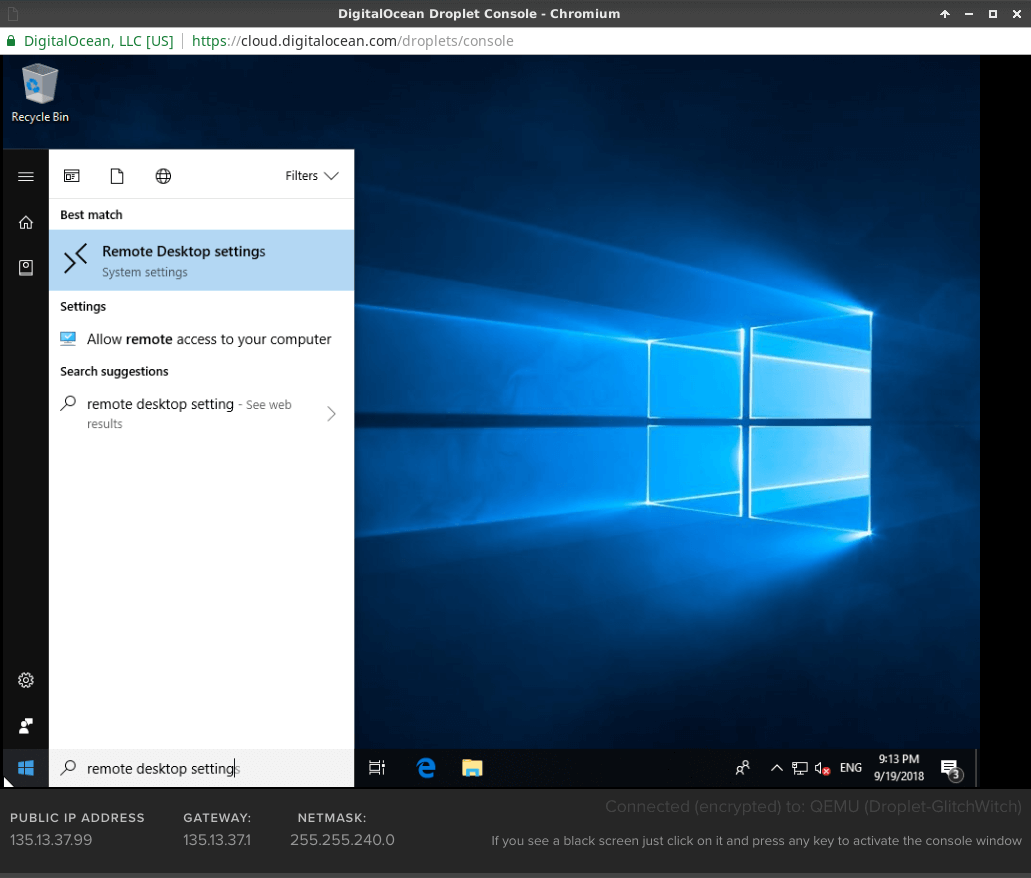 DigitalOcean Droplet Console - Chromium
DigitalOcean, LLC [US] https://cloud.digitalocean.com/droplets/console
Recycle Bin
Filters
Best match
Remote Desktop settings
System settings
Settings
Allow remote access to your computer
Search suggestions
remote desktop setting - See web
results
remote desktop settings
ENG
9:13 PM
9/19/2018
3
Connected (encrypted) to: QEMU (Droplet-GlitchWitch)
PUBLIC IP ADDRESS GATEWAY: NETMASK:
135.13.37.99 135.13.37.1 255.255.240.0
If you see a black screen just click on it and press any key to activate the console window